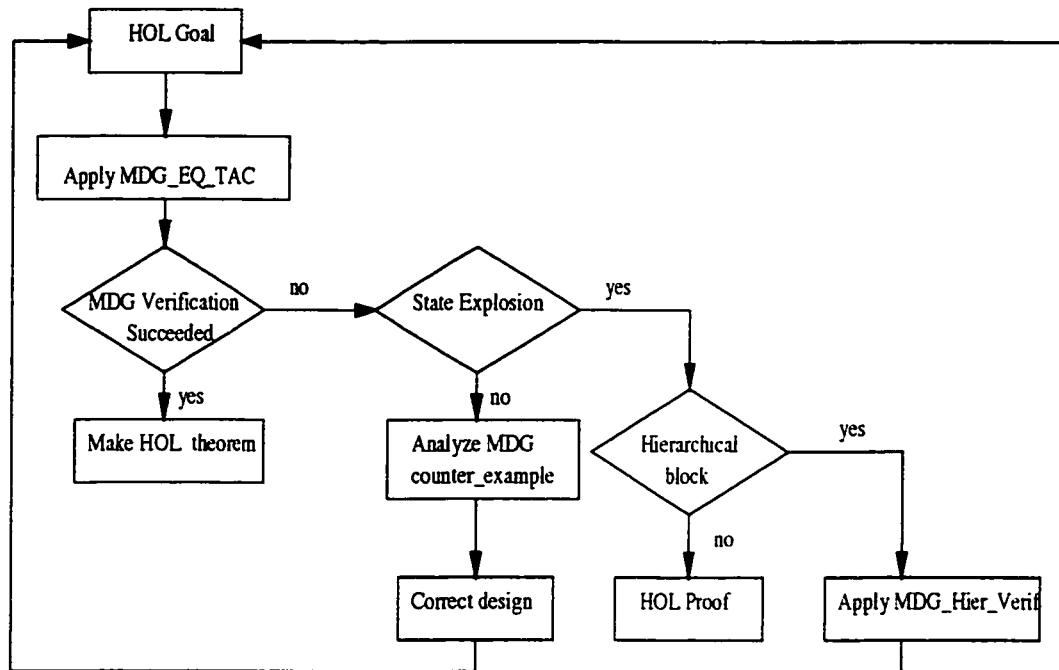 HOL Goal
Apply MDG_EQ_TAC
MDG Verification
Succeeded
no
State Explosion
yes
yes
Make HOL theorem
no
Analyze MDG
counter_example
Hierarchical
block
yes
no
Correct design
HOL Proof
Apply MDG_Hier_Verif